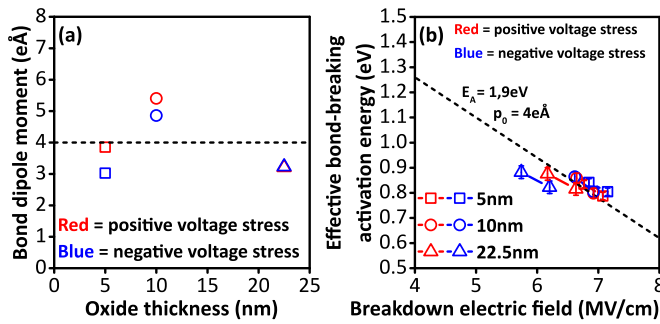 (a)
Bond dipole moment (eÅ)
8
7
6
5
4
3
2
1
0
Red = positive voltage stress
Blue = negative voltage stress
0 5 10 15 20 25
Oxide thickness (nm)
(b)
Red = positive voltage stress
Blue = negative voltage stress
Effective bond-breaking
activation energy (eV)
1.5
1.4
1.3
1.2
1.1
1.0
0.9
0.8
0.7
0.6
0.5
E_A = 1,9eV
p_0 = 4eÅ
5nm
10nm
22.5nm
4 5 6 7 8
Breakdown electric field (MV/cm)